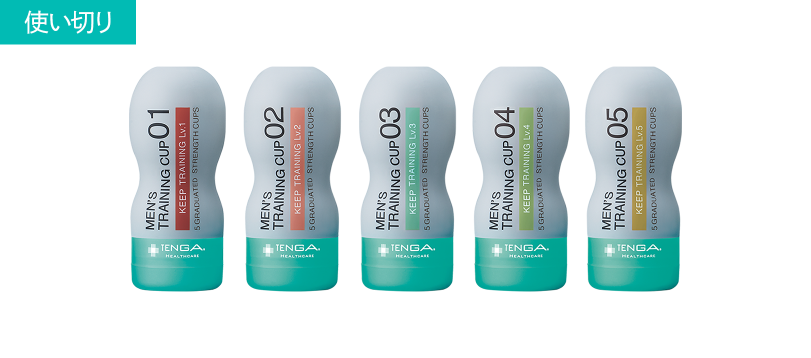 使い切り
MEN'S
TRAINING CUP 01
KEEP TRAINING Lv.1
5 GRADUATED STRENGTH CUPS
TENGA®
HEALTHCARE
MEN'S
TRAINING CUP 02
KEEP TRAINING Lv.2
5 GRADUATED STRENGTH CUPS
TENGA®
HEALTHCARE
MEN'S
TRAINING CUP 03
KEEP TRAINING Lv.3
5 GRADUATED STRENGTH CUPS
TENGA®
HEALTHCARE
MEN'S
TRAINING CUP 04
KEEP TRAINING Lv.4
5 GRADUATED STRENGTH CUPS
TENGA®
HEALTHCARE
MEN'S
TRAINING CUP 05
KEEP TRAINING Lv.5
5 GRADUATED STRENGTH CUPS
TENGA®
HEALTHCARE